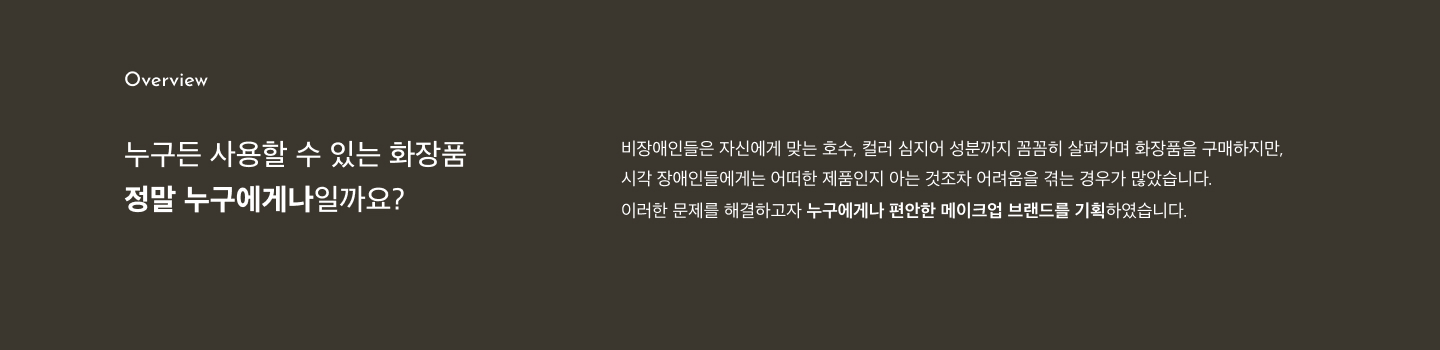 Overview
누구든 사용할 수 있는 화장품
정말 누구에게나일까요?
비장애인들은 자신에게 맞는 호수, 컬러 심지어 성분까지 꼼꼼히 살펴가며 화장품을 구매하지만,
시각 장애인들에게는 어떠한 제품인지 아는 것조차 어려움을 겪는 경우가 많았습니다.
이러한 문제를 해결하고자 누구에게나 편안한 메이크업 브랜드를 기획하였습니다.